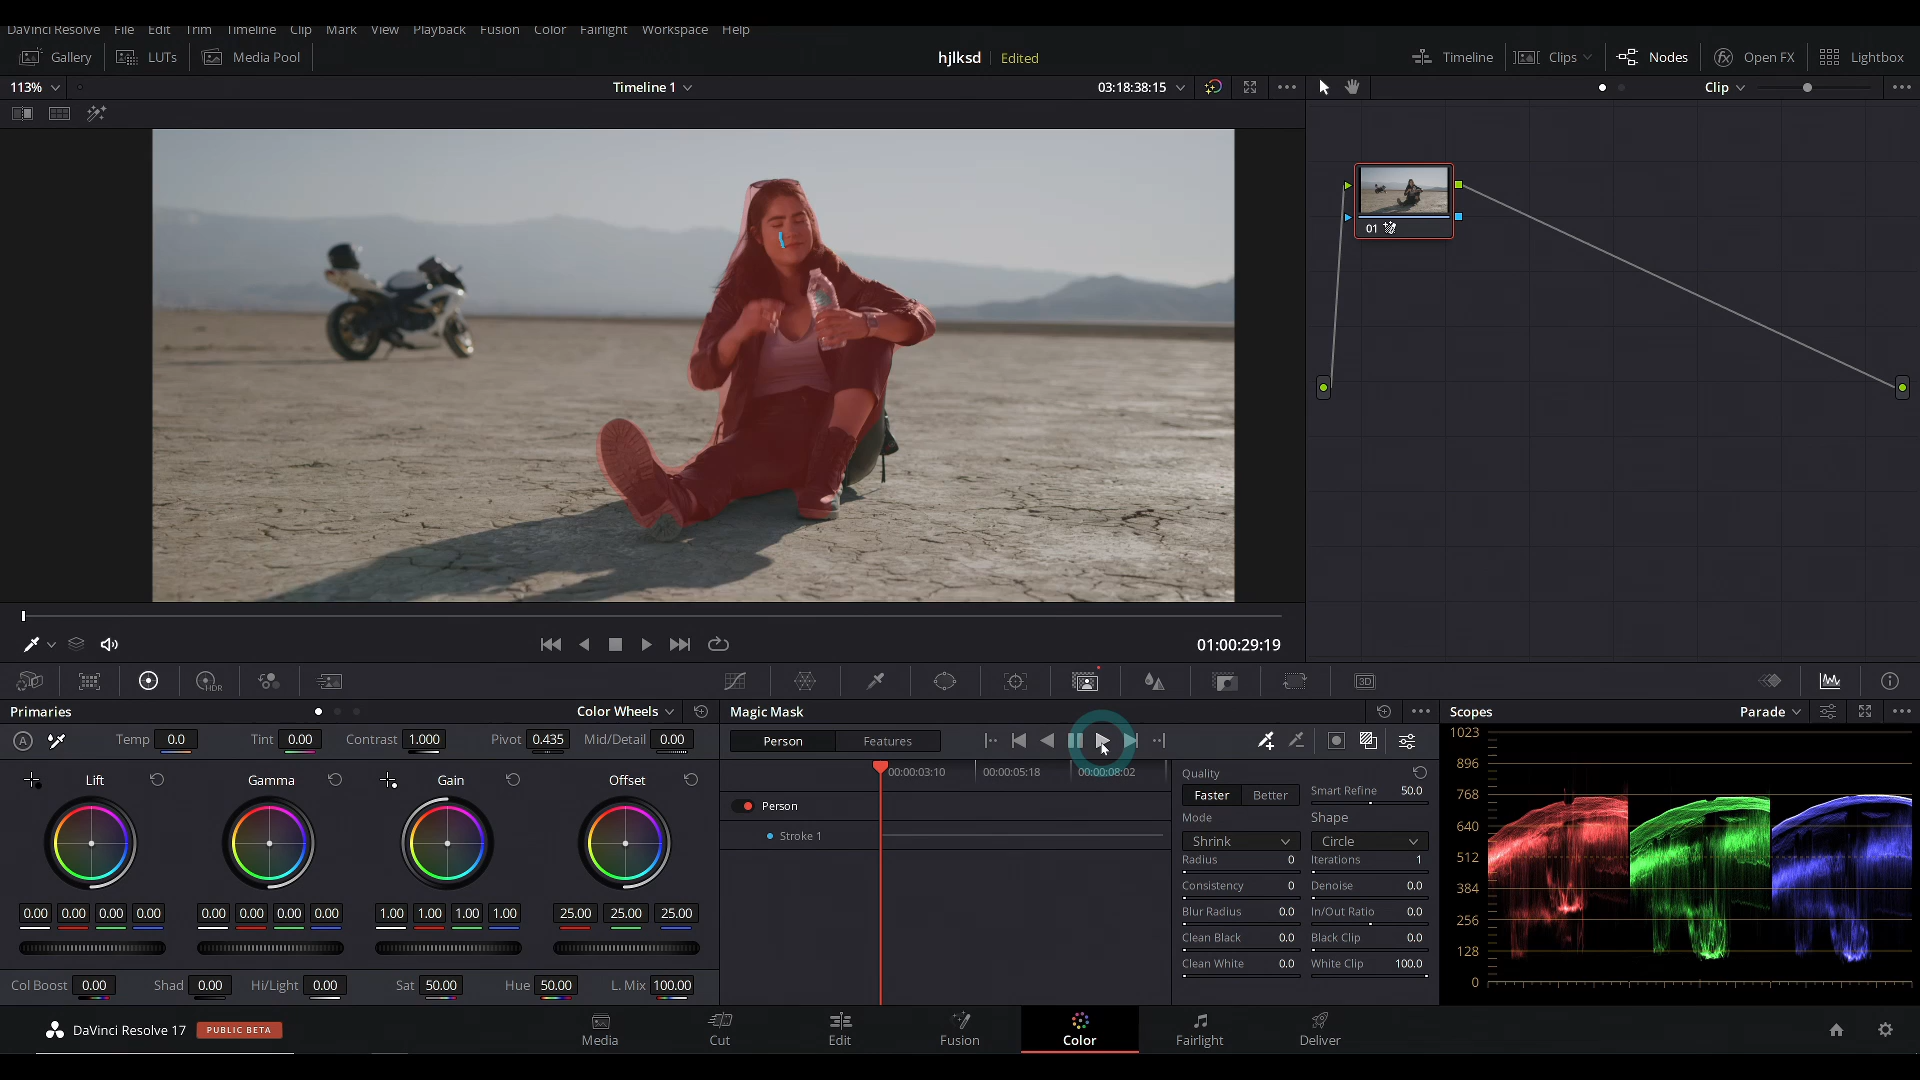 DaVinci Resolve File Edit Trim Timeline Clip Mark View Playback Fusion Color Fairlight Workspace Help
Gallery LUTs Media Pool hjlksd Edited Timeline Clips Nodes Open FX Lightbox
113% Timeline 1 03:18:38:15 Clip
01
01:00:29:19
HDR 3D
Primaries Color Wheels Magic Mask Scopes Parade
A Temp 0.0 Tint 0.00 Contrast 1.000 Pivot 0.435 Mid/Detail 0.00 Person Features
Lift Gamma Gain Offset
0.00 0.00 0.00 0.00 0.00 0.00 0.00 0.00 1.00 1.00 1.00 1.00 25.00 25.00 25.00
Col Boost 0.00 Shad 0.00 Hi/Light 0.00 Sat 50.00 Hue 50.00 L. Mix 100.00
00:00:03:10 00:00:05:18 00:00:08:02
Person
Stroke 1
Quality
Faster Better Smart Refine 50.0
Mode Shape
Shrink Circle
Radius 0 Iterations 1
Consistency 0 Denoise 0.0
Blur Radius 0.0 In/Out Ratio 0.0
Clean Black 0.0 Black Clip 0.0
Clean White 0.0 White Clip 100.0
1023
896
768
640
512
384
256
128
0
DaVinci Resolve 17 PUBLIC BETA Media Cut Edit Fusion Color Fairlight Deliver